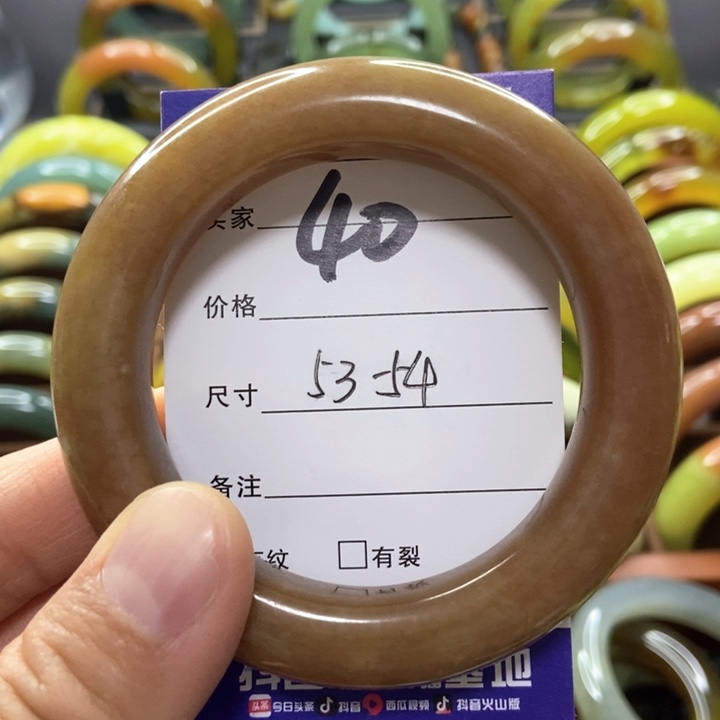 家 40
价格
尺寸 53-54
备注
纹 有裂
今日头条 抖音 西瓜视频 抖音火山版